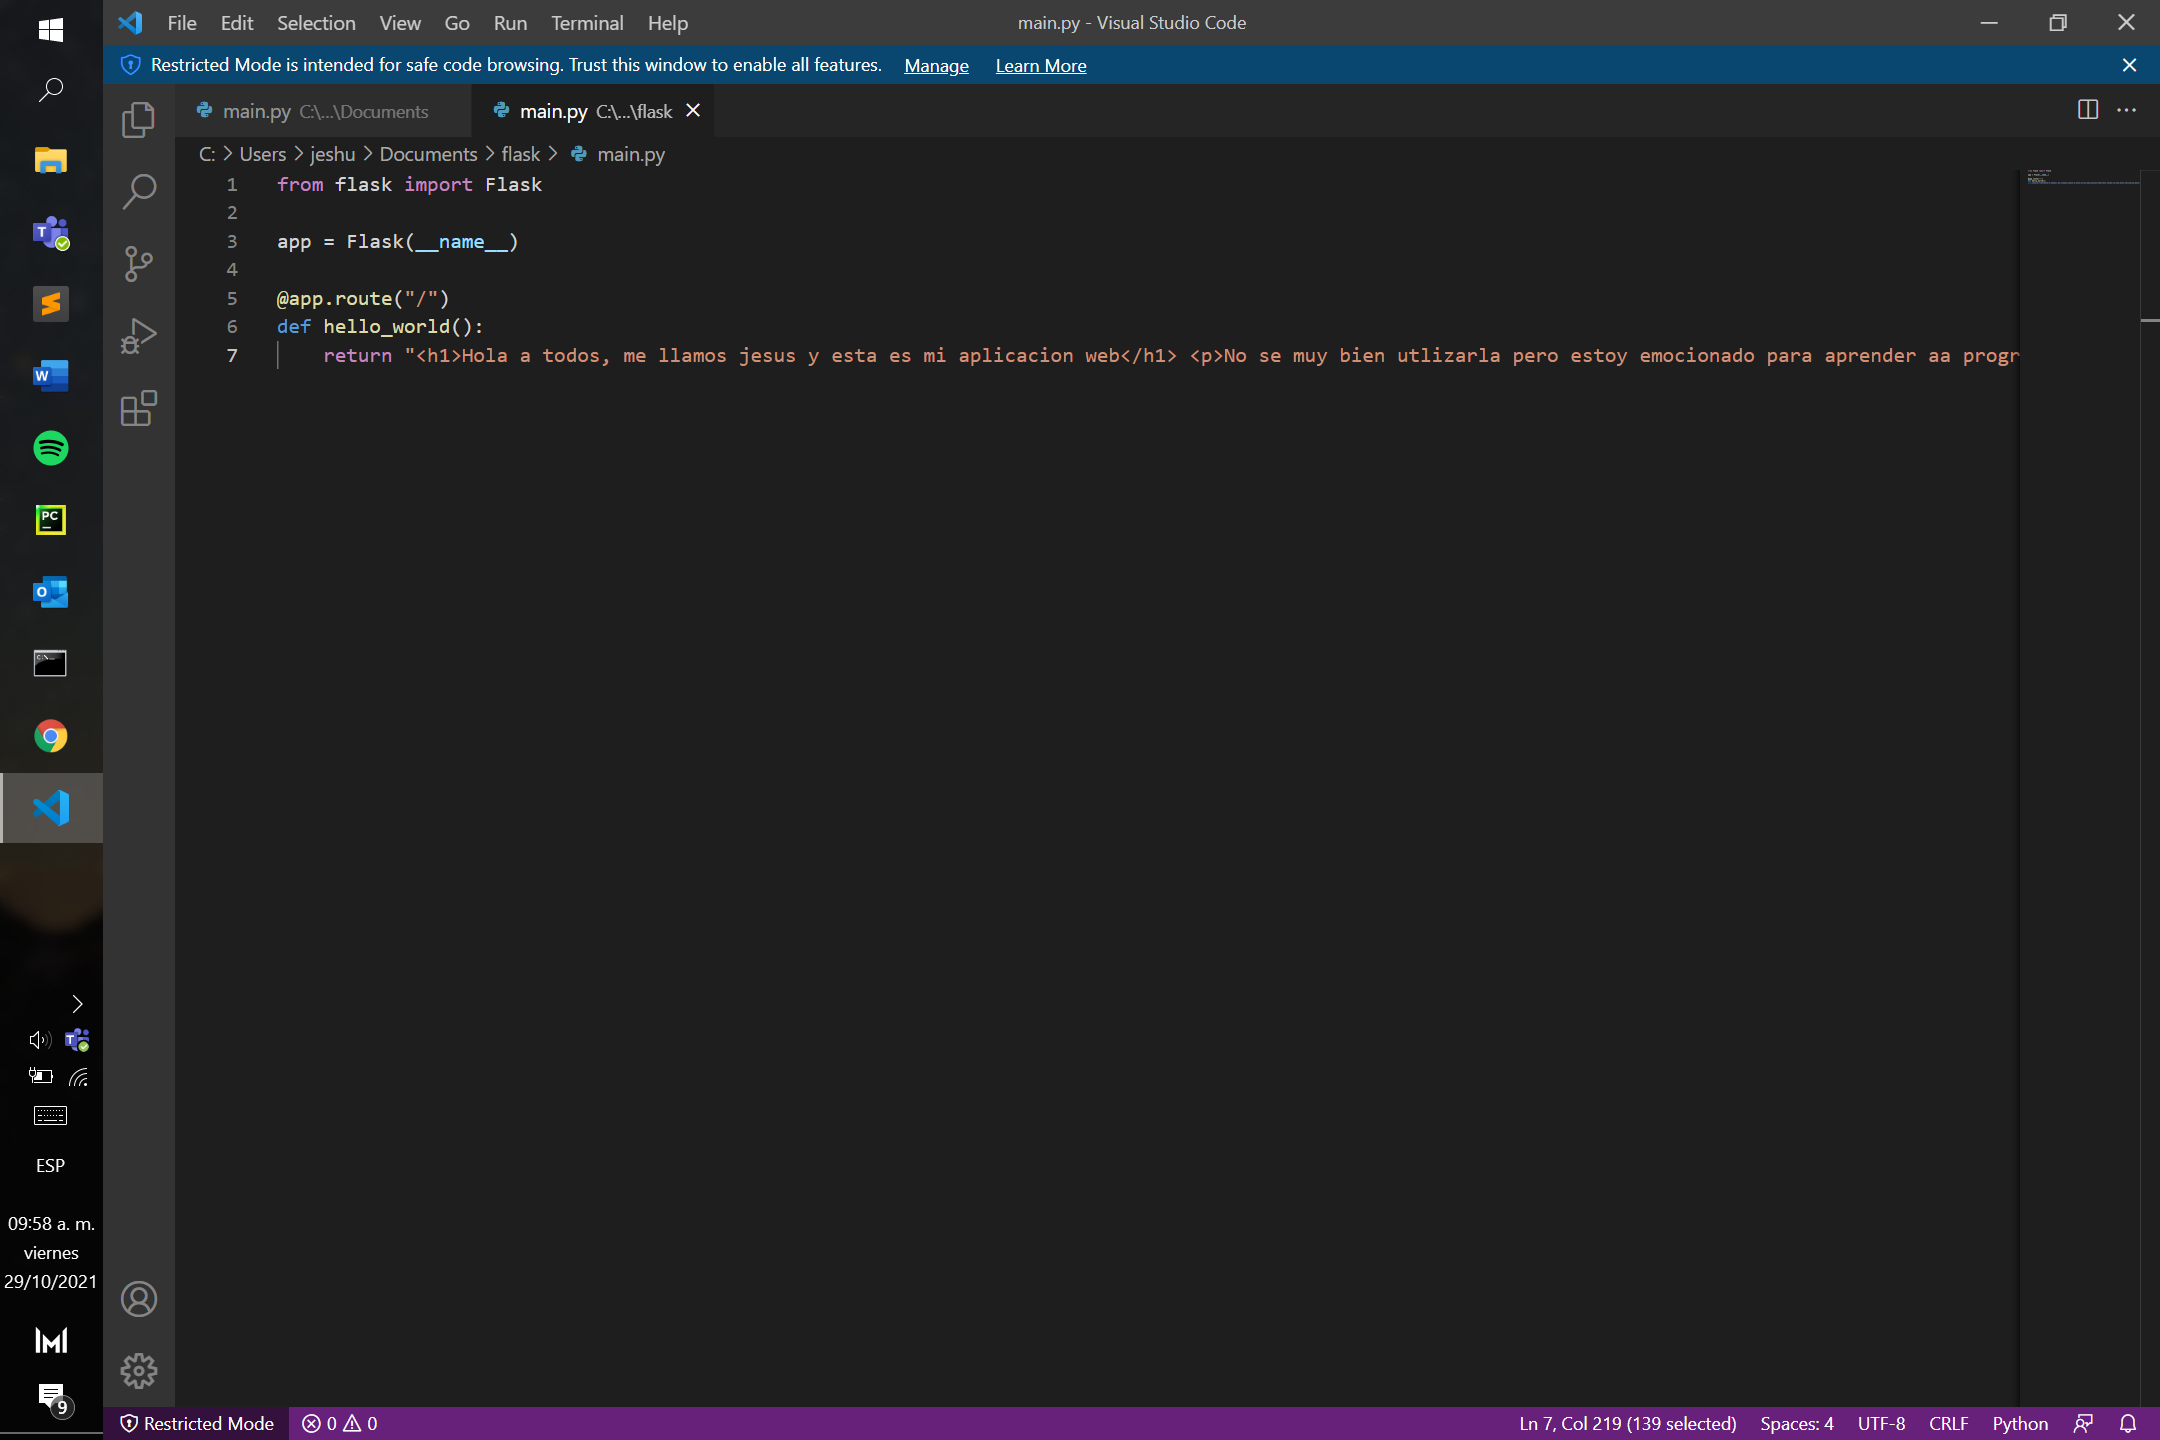 File Edit Selection View Go Run Terminal Help main.py - Visual Studio Code
Restricted Mode is intended for safe code browsing. Trust this window to enable all features. Manage Learn More
main.py C:\...\Documents main.py C:\...\flask
C: > Users > jeshu > Documents > flask > main.py
1 from flask import Flask
2
3 app = Flask(__name__)
4
5 @app.route("/")
6 def hello_world():
7 return "<h1>Hola a todos, me llamos jesus y esta es mi aplicacion web</h1> <p>No se muy bien utlizarla pero estoy emocionado para aprender aa progr
ESP
09:58 a. m.
viernes
29/10/2021
9
Restricted Mode 0 0 Ln 7, Col 219 (139 selected) Spaces: 4 UTF-8 CRLF Python